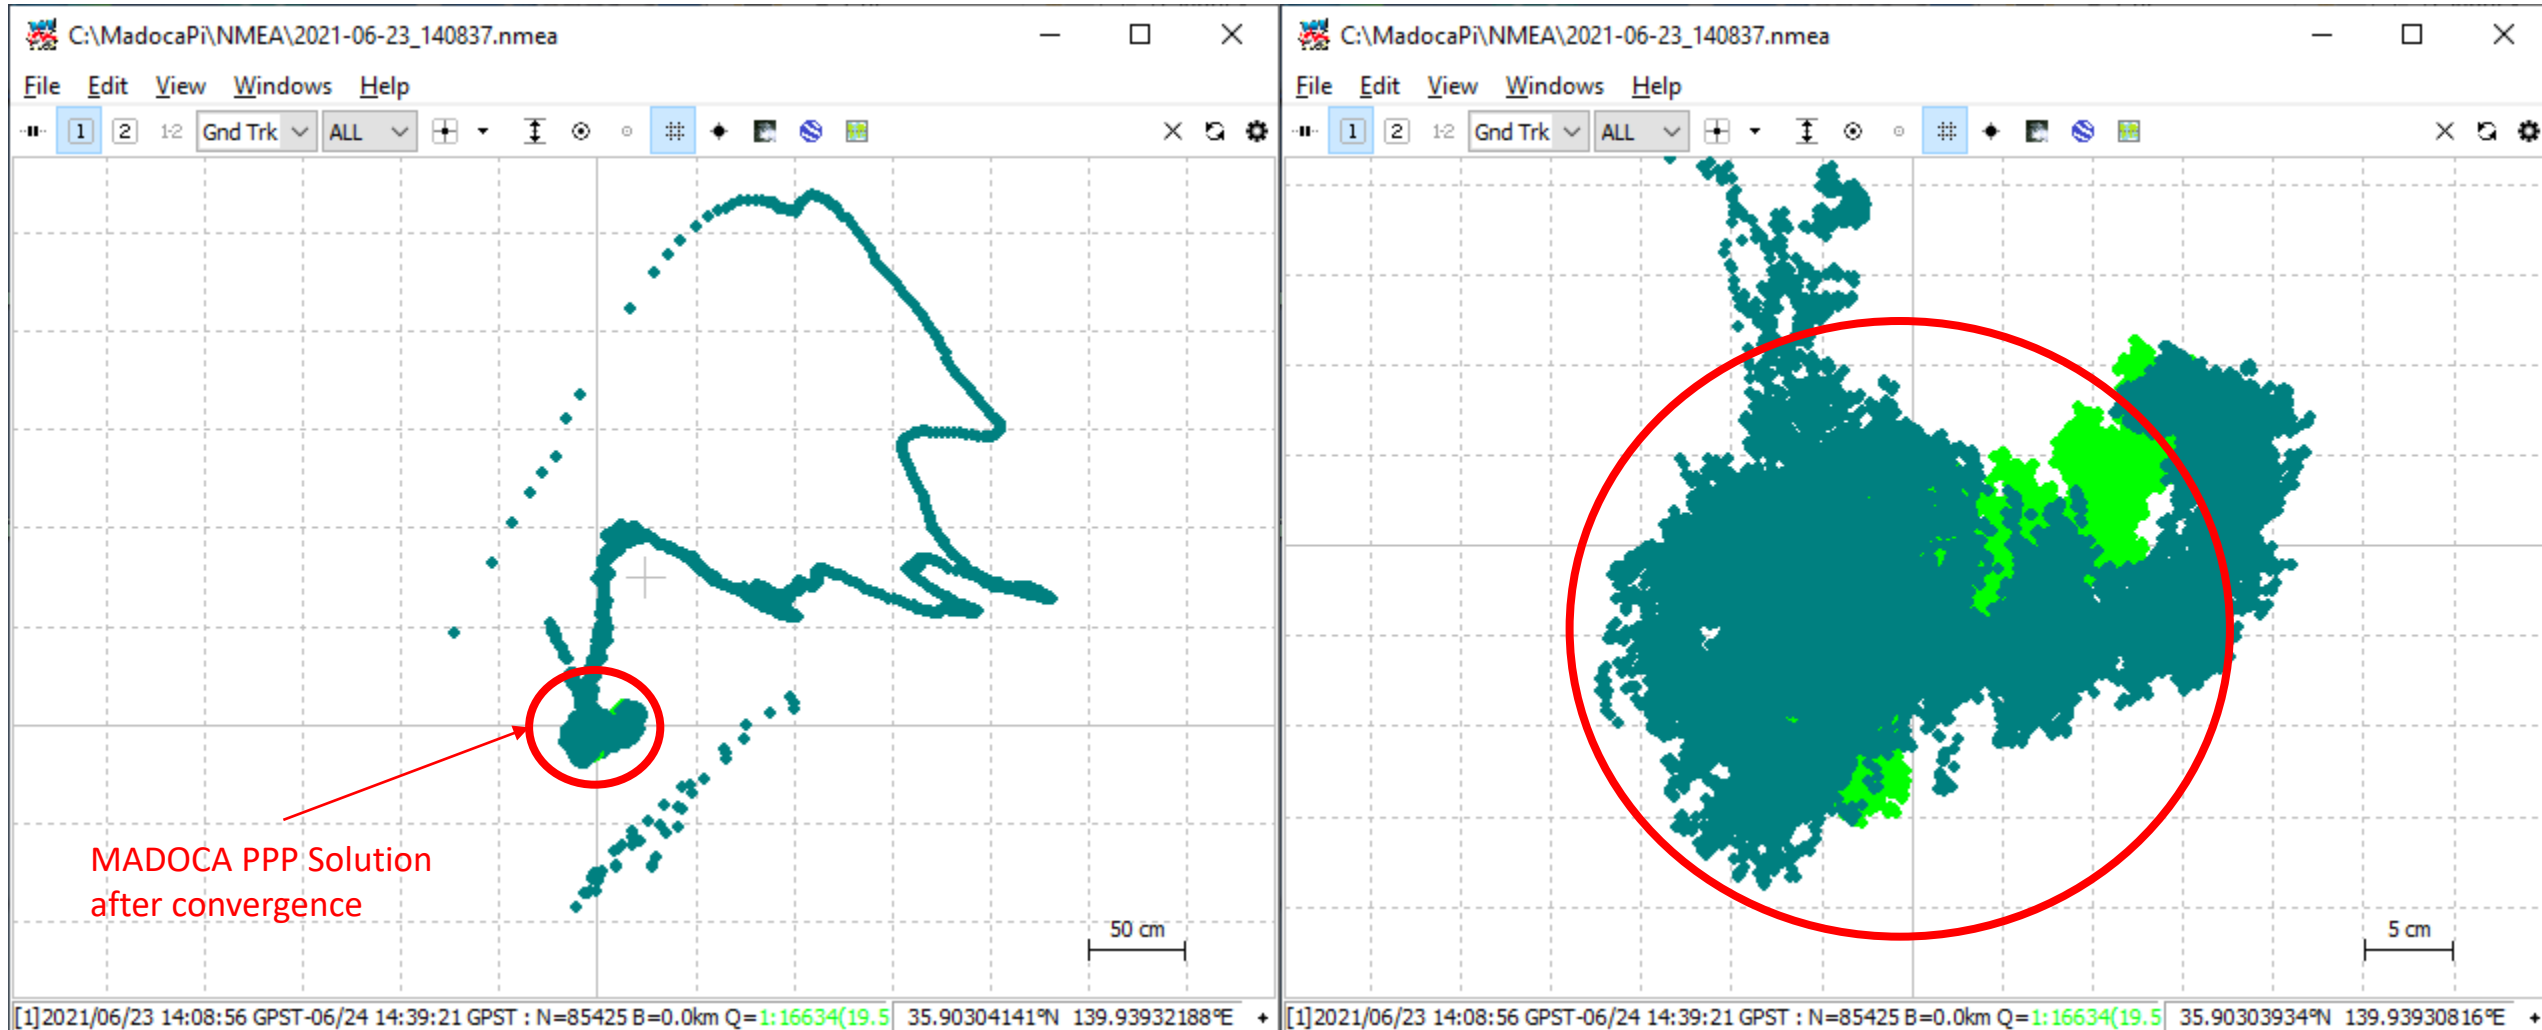 C:\MadocaPi\NMEA\2021-06-23_140837.nmea
File Edit View Windows Help
1 2 1-2 Gnd Trk ALL
MADOCA PPP Solution
after convergence
50 cm
[1]2021/06/23 14:08:56 GPST-06/24 14:39:21 GPST : N=85425 B=0.0km Q=1:16634(19.5 35.90304141°N 139.93932188°E
C:\MadocaPi\NMEA\2021-06-23_140837.nmea
File Edit View Windows Help
1 2 1-2 Gnd Trk ALL
5 cm
[1]2021/06/23 14:08:56 GPST-06/24 14:39:21 GPST : N=85425 B=0.0km Q=1:16634(19.5 35.90303934°N 139.93930816°E